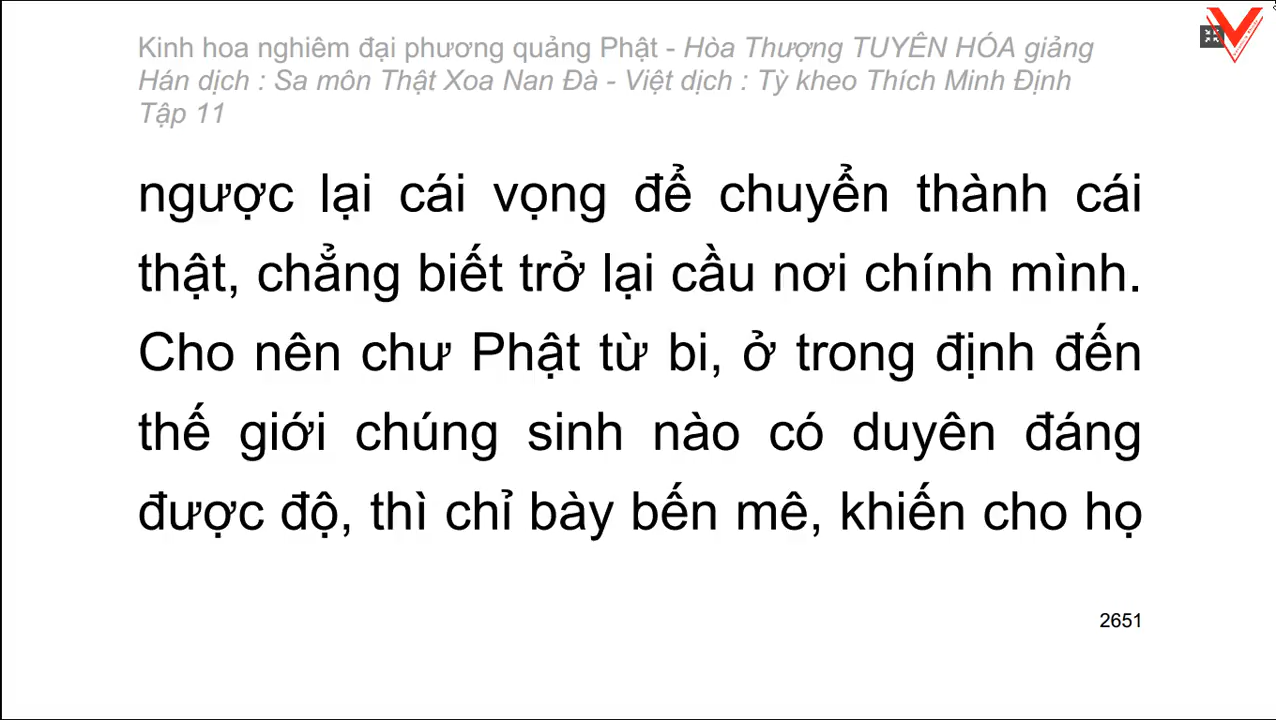 Kinh hoa nghiêm đại phương quảng Phật - Hòa Thượng TUYÊN HÓA giảng
Hán dịch : Sa môn Thật Xoa Nan Đà - Việt dịch : Tỳ kheo Thích Minh Định
Tập 11
ngược lại cái vọng để chuyển thành cái
thật, chẳng biết trở lại cầu nơi chính mình.
Cho nên chư Phật từ bi, ở trong định đến
thế giới chúng sinh nào có duyên đáng
được độ, thì chỉ bày bến mê, khiến cho họ
2651